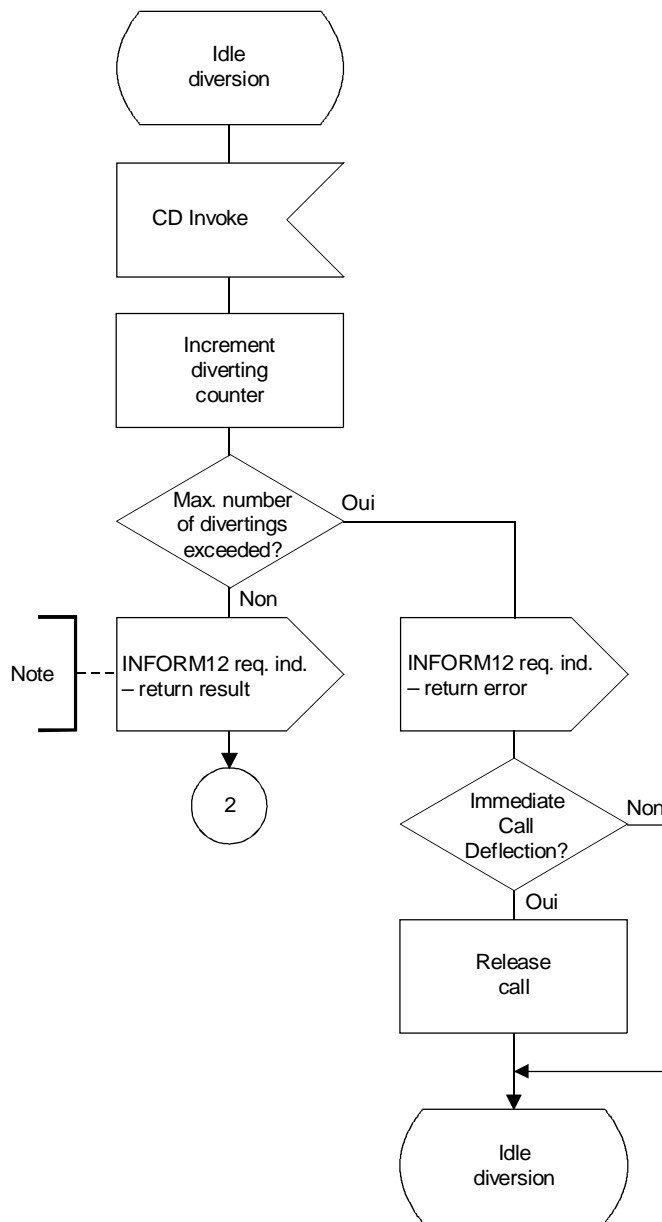 Idle
diversion
CD Invoke
Increment
diverting
counter
Max. number
of divertings
exceeded?
Oui
Non
Note
INFORM12 req. ind.
– return result
INFORM12 req. ind.
– return error
2
Immediate
Call
Deflection?
Non
Oui
Release
call
Idle
diversion